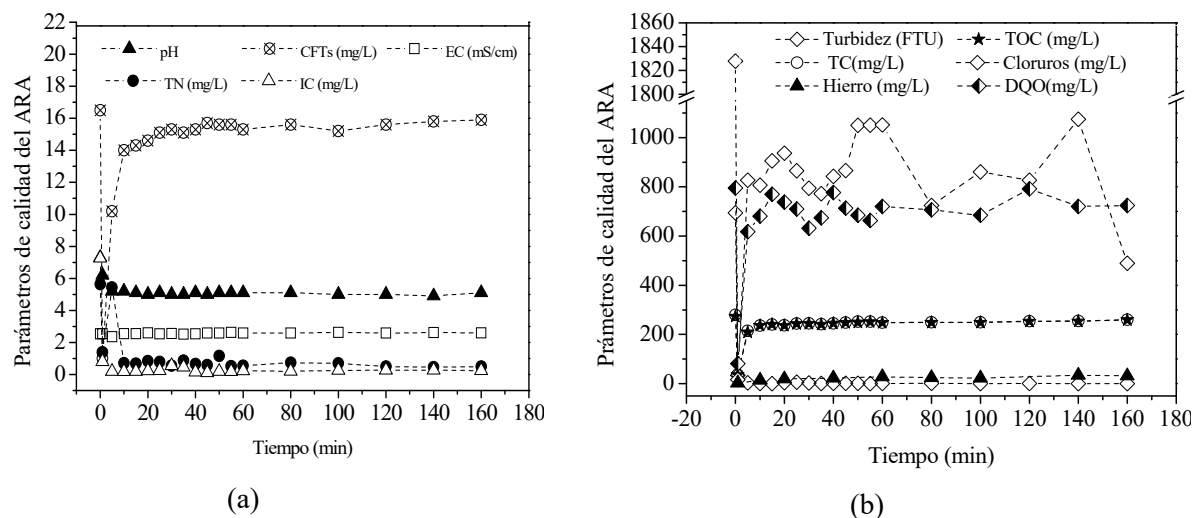 22
20
18
16
14
12
10
8
6
4
2
0
Parámetros de calidad del ARA
pH
CFTs (mg/L)
EC (mS/cm)
TN (mg/L)
IC (mg/L)
0 20 40 60 80 100 120 140 160 180
Tiempo (min)
(a)
1860
1840
1820
1800
1000
800
600
400
200
0
Prámetros de calidad del ARA
Turbidez (FTU)
TOC (mg/L)
TC(mg/L)
Cloruros (mg/L)
Hierro (mg/L)
DQO(mg/L)
-20 0 20 40 60 80 100 120 140 160 180
Tiempo (min)
(b)